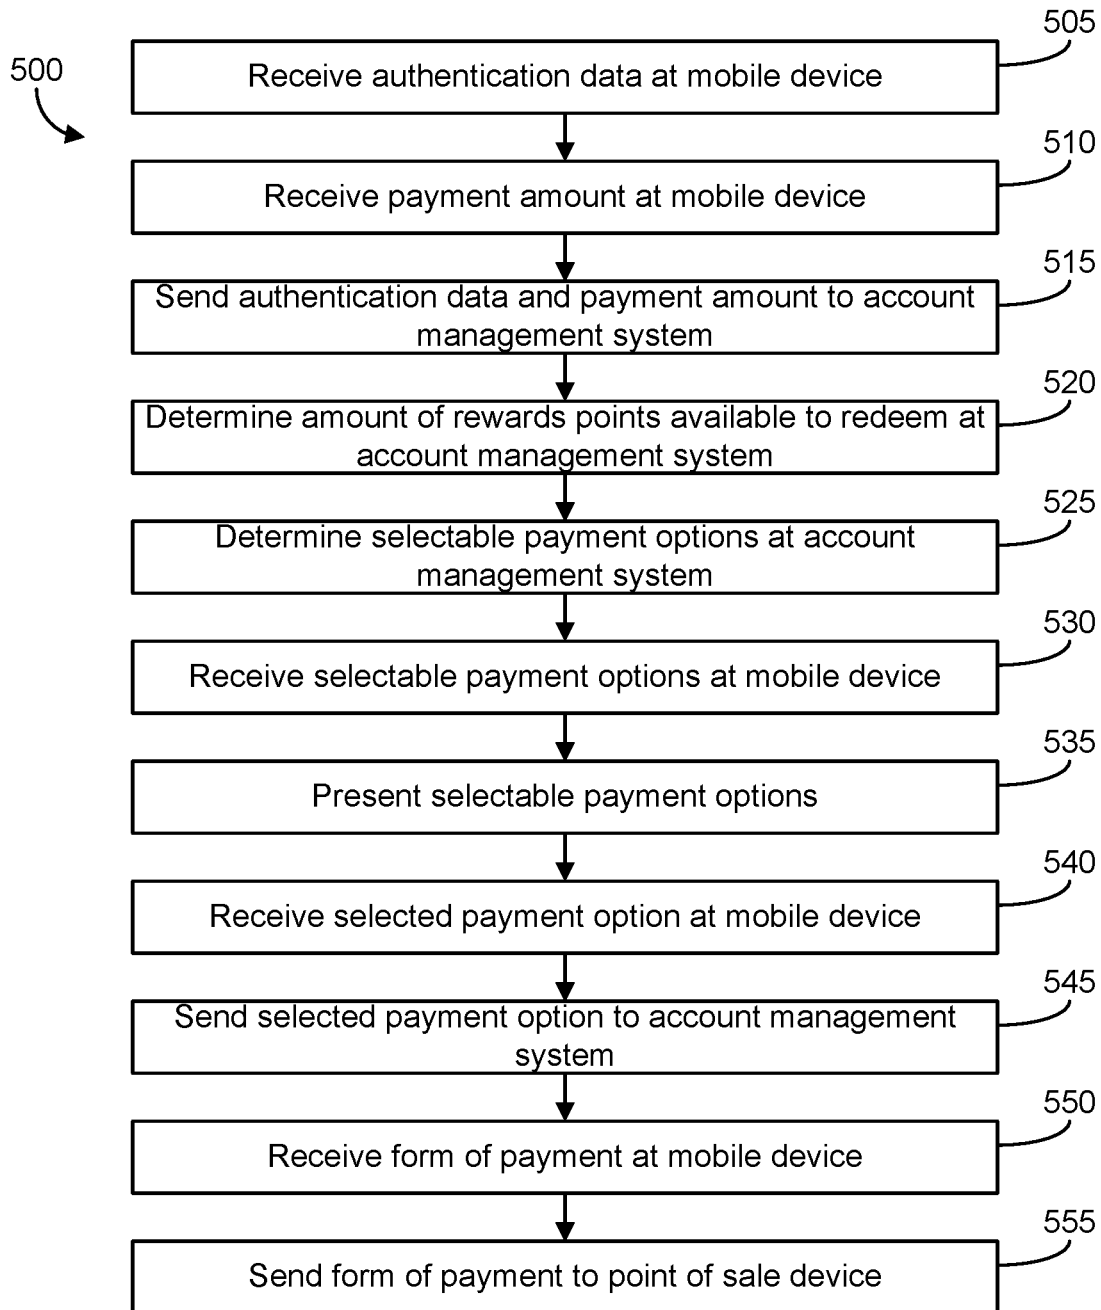 505
500
Receive authentication data at mobile device
510
Receive payment amount at mobile device
515
Send authentication data and payment amount to account
management system
520
Determine amount of rewards points available to redeem at
account management system
525
Determine selectable payment options at account
management system
530
Receive selectable payment options at mobile device
535
Present selectable payment options
540
Receive selected payment option at mobile device
545
Send selected payment option to account management
system
550
Receive form of payment at mobile device
555
Send form of payment to point of sale device